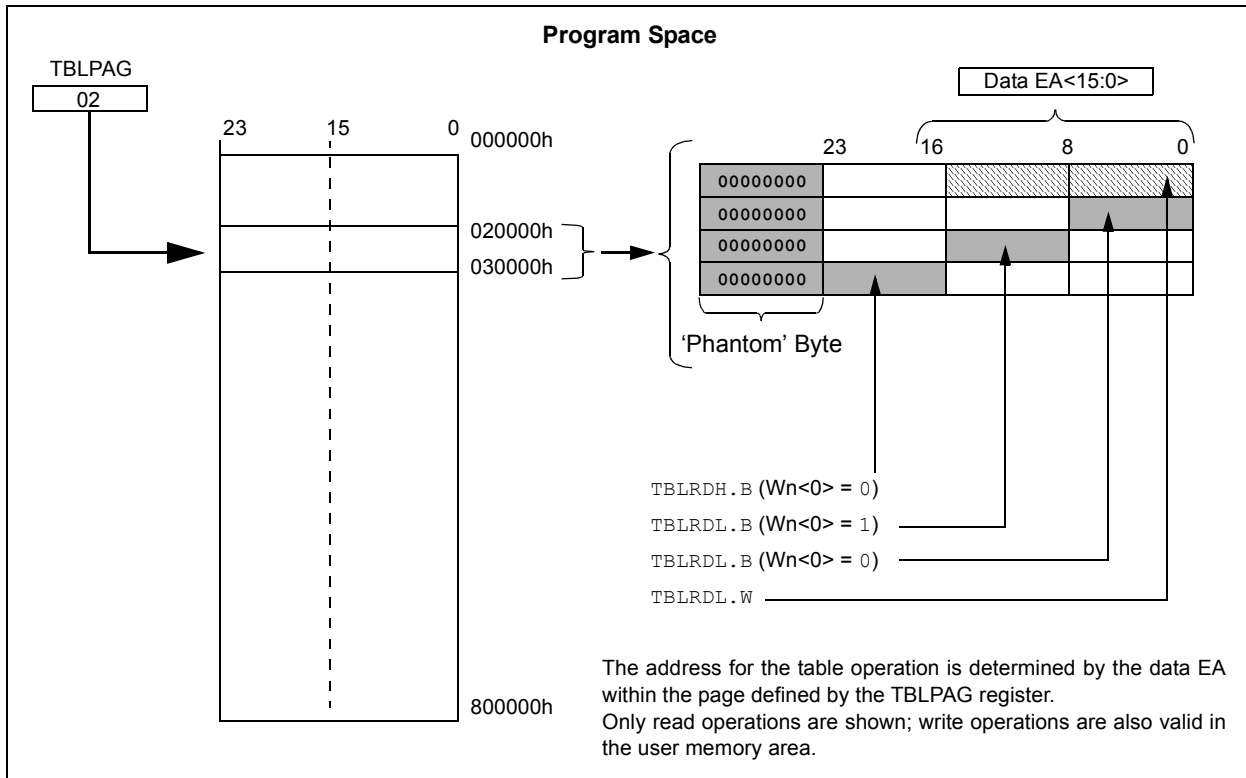 Program Space
TBLPAG
02
Data EA<15:0>
23 15 0
000000h
23 16 8 0
00000000
00000000
020000h
00000000
030000h
00000000
'Phantom' Byte
TBLRDH.B (Wn<0> = 0)
TBLRDL.B (Wn<0> = 1)
TBLRDL.B (Wn<0> = 0)
TBLRDL.W
800000h
The address for the table operation is determined by the data EA
within the page defined by the TBLPAG register.
Only read operations are shown; write operations are also valid in
the user memory area.